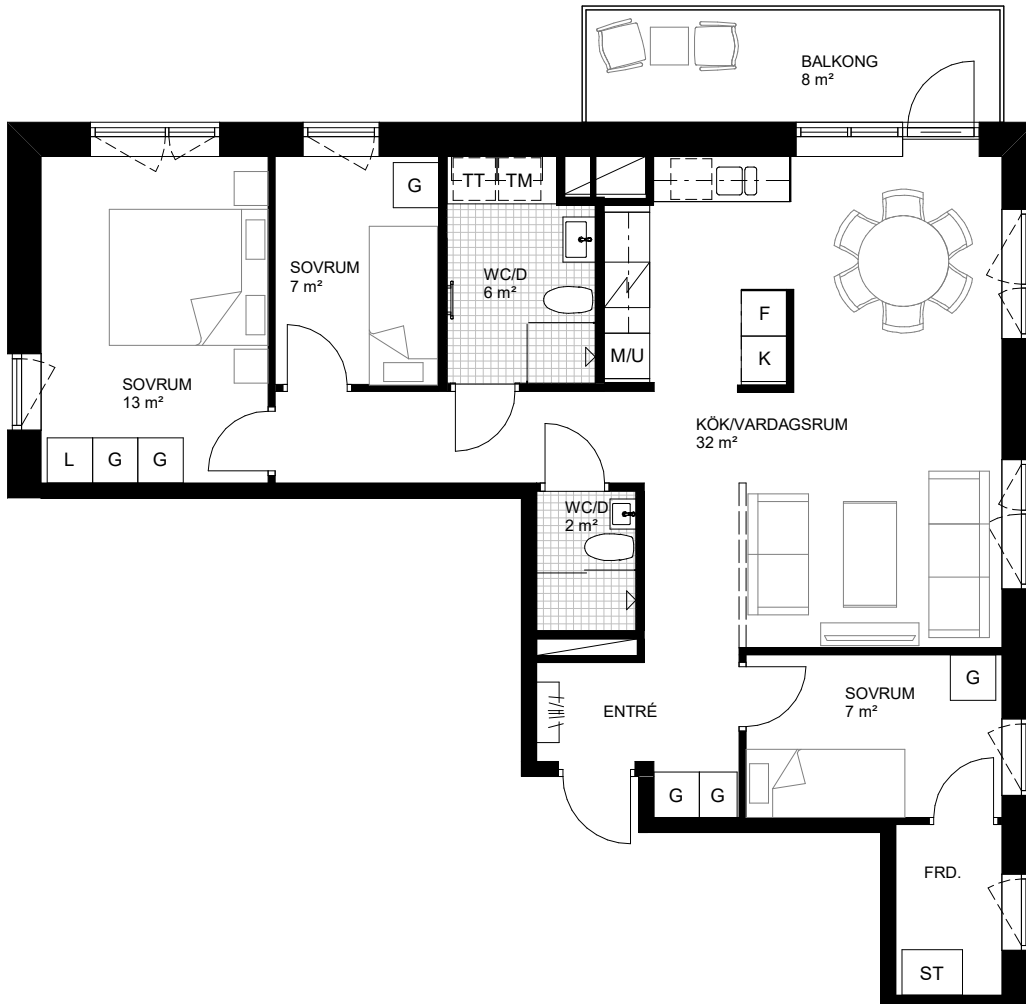 BALKONG
8 m²
TT
TM
G
SOVRUM
7 m²
WC/D
6 m²
F
K
M/U
SOVRUM
13 m²
KÖK/VARDAGSRUM
32 m²
L
G
G
WC/D
2 m²
ENTRÉ
SOVRUM
7 m²
G
G
G
FRD.
ST